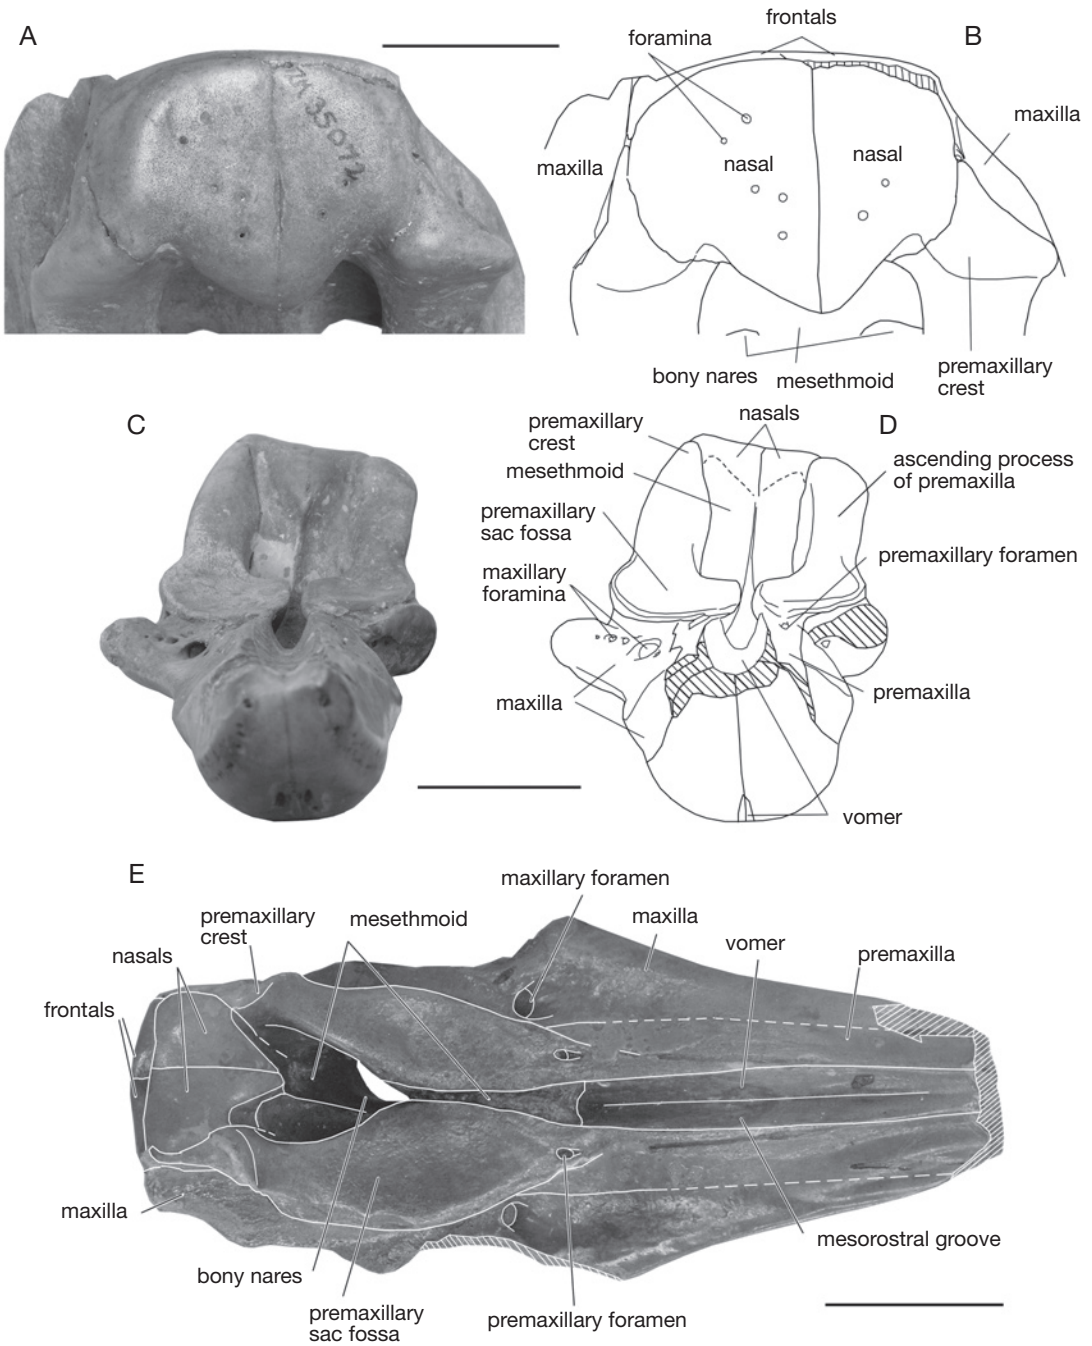 A
ZM 35072
B
frontals
foramina
maxilla
nasal
nasal
maxilla
bony nares
mesethmoid
premaxillary
crest
C
D
premaxillary
crest
nasals
mesethmoid
ascending process
of premaxilla
premaxillary
sac fossa
premaxillary foramen
maxillary
foramina
premaxilla
maxilla
vomer
E
maxillary foramen
premaxillary
crest
mesethmoid
maxilla
vomer
premaxilla
nasals
frontals
maxilla
mesorostral groove
bony nares
premaxillary
sac fossa
premaxillary foramen